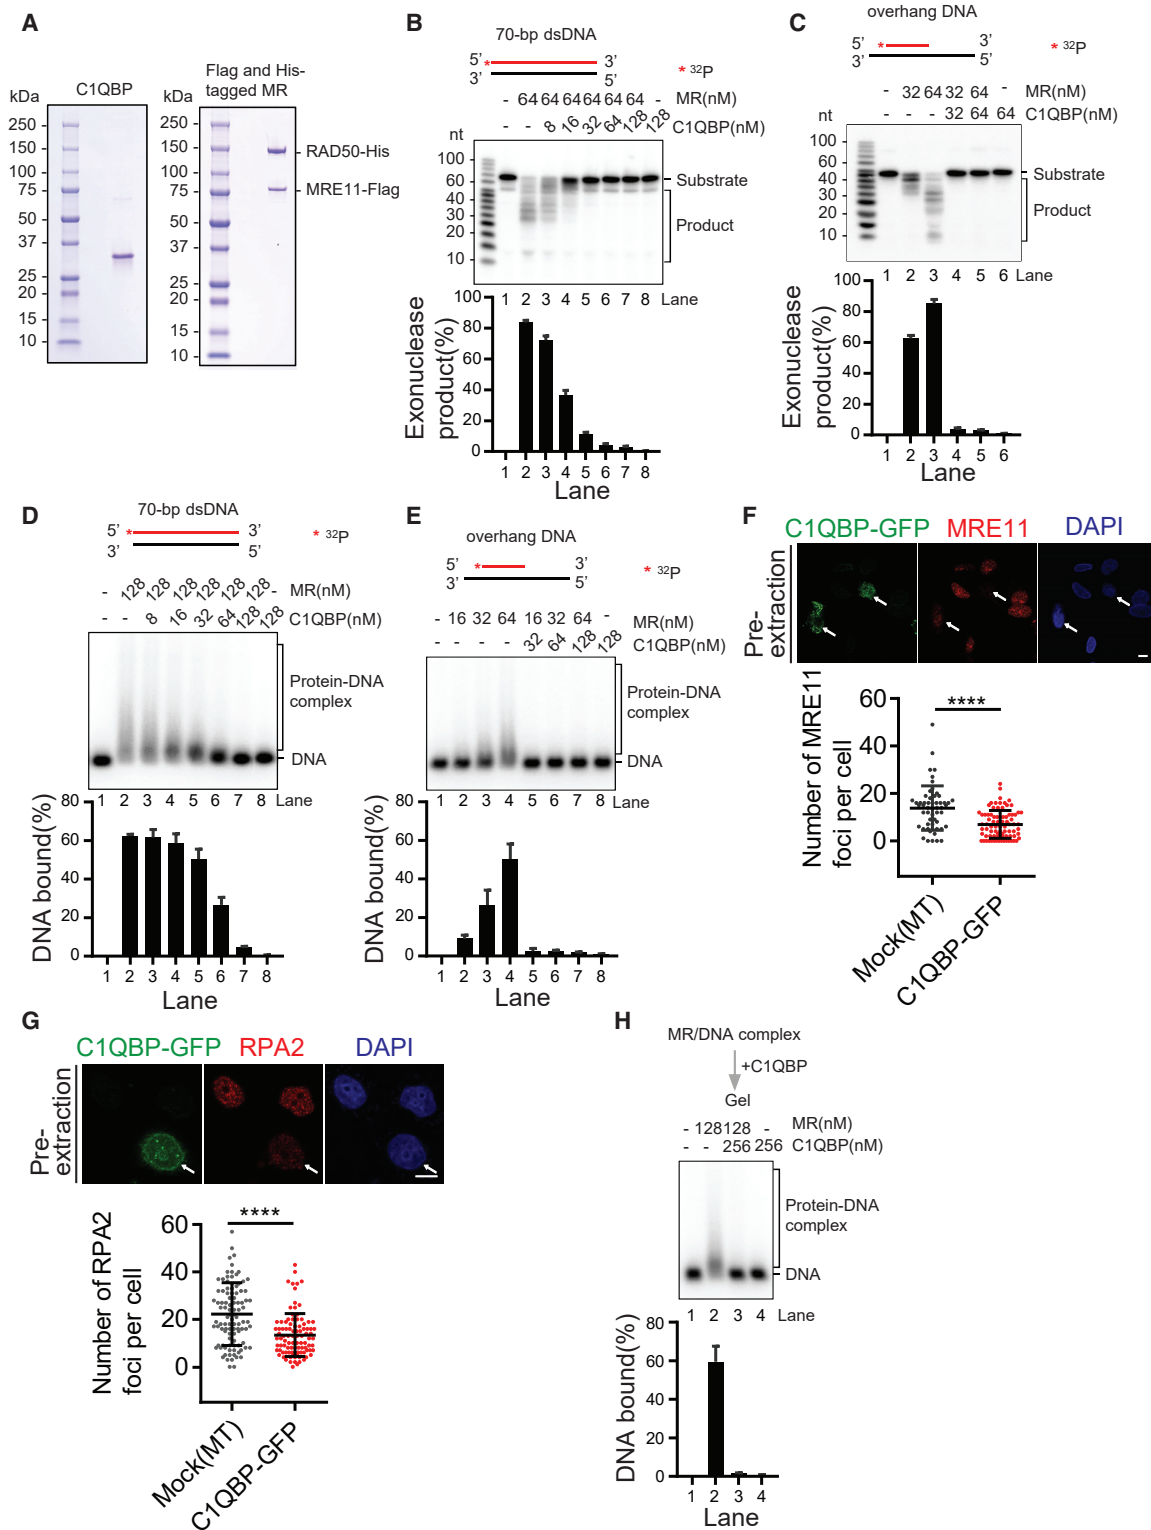 A
C1QBP
kDa
250
150
100
75
50
37
25
20
15
10
Flag and His-
tagged MR
kDa
250
150
100
75
50
37
25
20
15
10
RAD50-His
MRE11-Flag
B
70-bp dsDNA
5’ * 3’
3’ 5’
* 32P
- 64 64 64 64 64 64 - MR(nM)
- - 8 16 32 64 128 128 C1QBP(nM)
nt
100
60
40
30
20
10
Substrate
Product
1 2 3 4 5 6 7 8 Lane
Exonuclease
product(%)
100
80
60
40
20
0
1 2 3 4 5 6 7 8
Lane
C
overhang DNA
5’ * 3’
3’ 5’
* 32P
- 32 64 32 64 - MR(nM)
- - - 32 64 64 C1QBP(nM)
nt
100
60
40
30
20
10
Substrate
Product
1 2 3 4 5 6 Lane
Exonuclease
product(%)
100
80
60
40
20
0
1 2 3 4 5 6
Lane
D
70-bp dsDNA
5’ * 3’
3’ 5’
* 32P
- 128 128 128 128 128 128 - MR(nM)
- - 8 16 32 64 128 128 C1QBP(nM)
Protein-DNA
complex
DNA
1 2 3 4 5 6 7 8 Lane
DNA bound(%)
80
60
40
20
0
1 2 3 4 5 6 7 8
Lane
E
overhang DNA
5’ * 3’
3’ 5’
* 32P
- 16 32 64 16 32 64 - MR(nM)
- - - - 32 64 128 128 C1QBP(nM)
Protein-DNA
complex
DNA
1 2 3 4 5 6 7 8 Lane
DNA bound(%)
80
60
40
20
0
1 2 3 4 5 6 7 8
Lane
F
C1QBP-GFP MRE11 DAPI
Pre-
extraction
Number of MRE11
foci per cell
60
40
20
0
****
Mock(MT)
C1QBP-GFP
G
C1QBP-GFP RPA2 DAPI
Pre-
extraction
Number of RPA2
foci per cell
60
40
20
0
****
Mock(MT)
C1QBP-GFP
H
MR/DNA complex
+C1QBP
Gel
- 128 128 - MR(nM)
- - 256 256 C1QBP(nM)
Protein-DNA
complex
DNA
1 2 3 4 Lane
DNA bound(%)
80
60
40
20
0
1 2 3 4
Lane